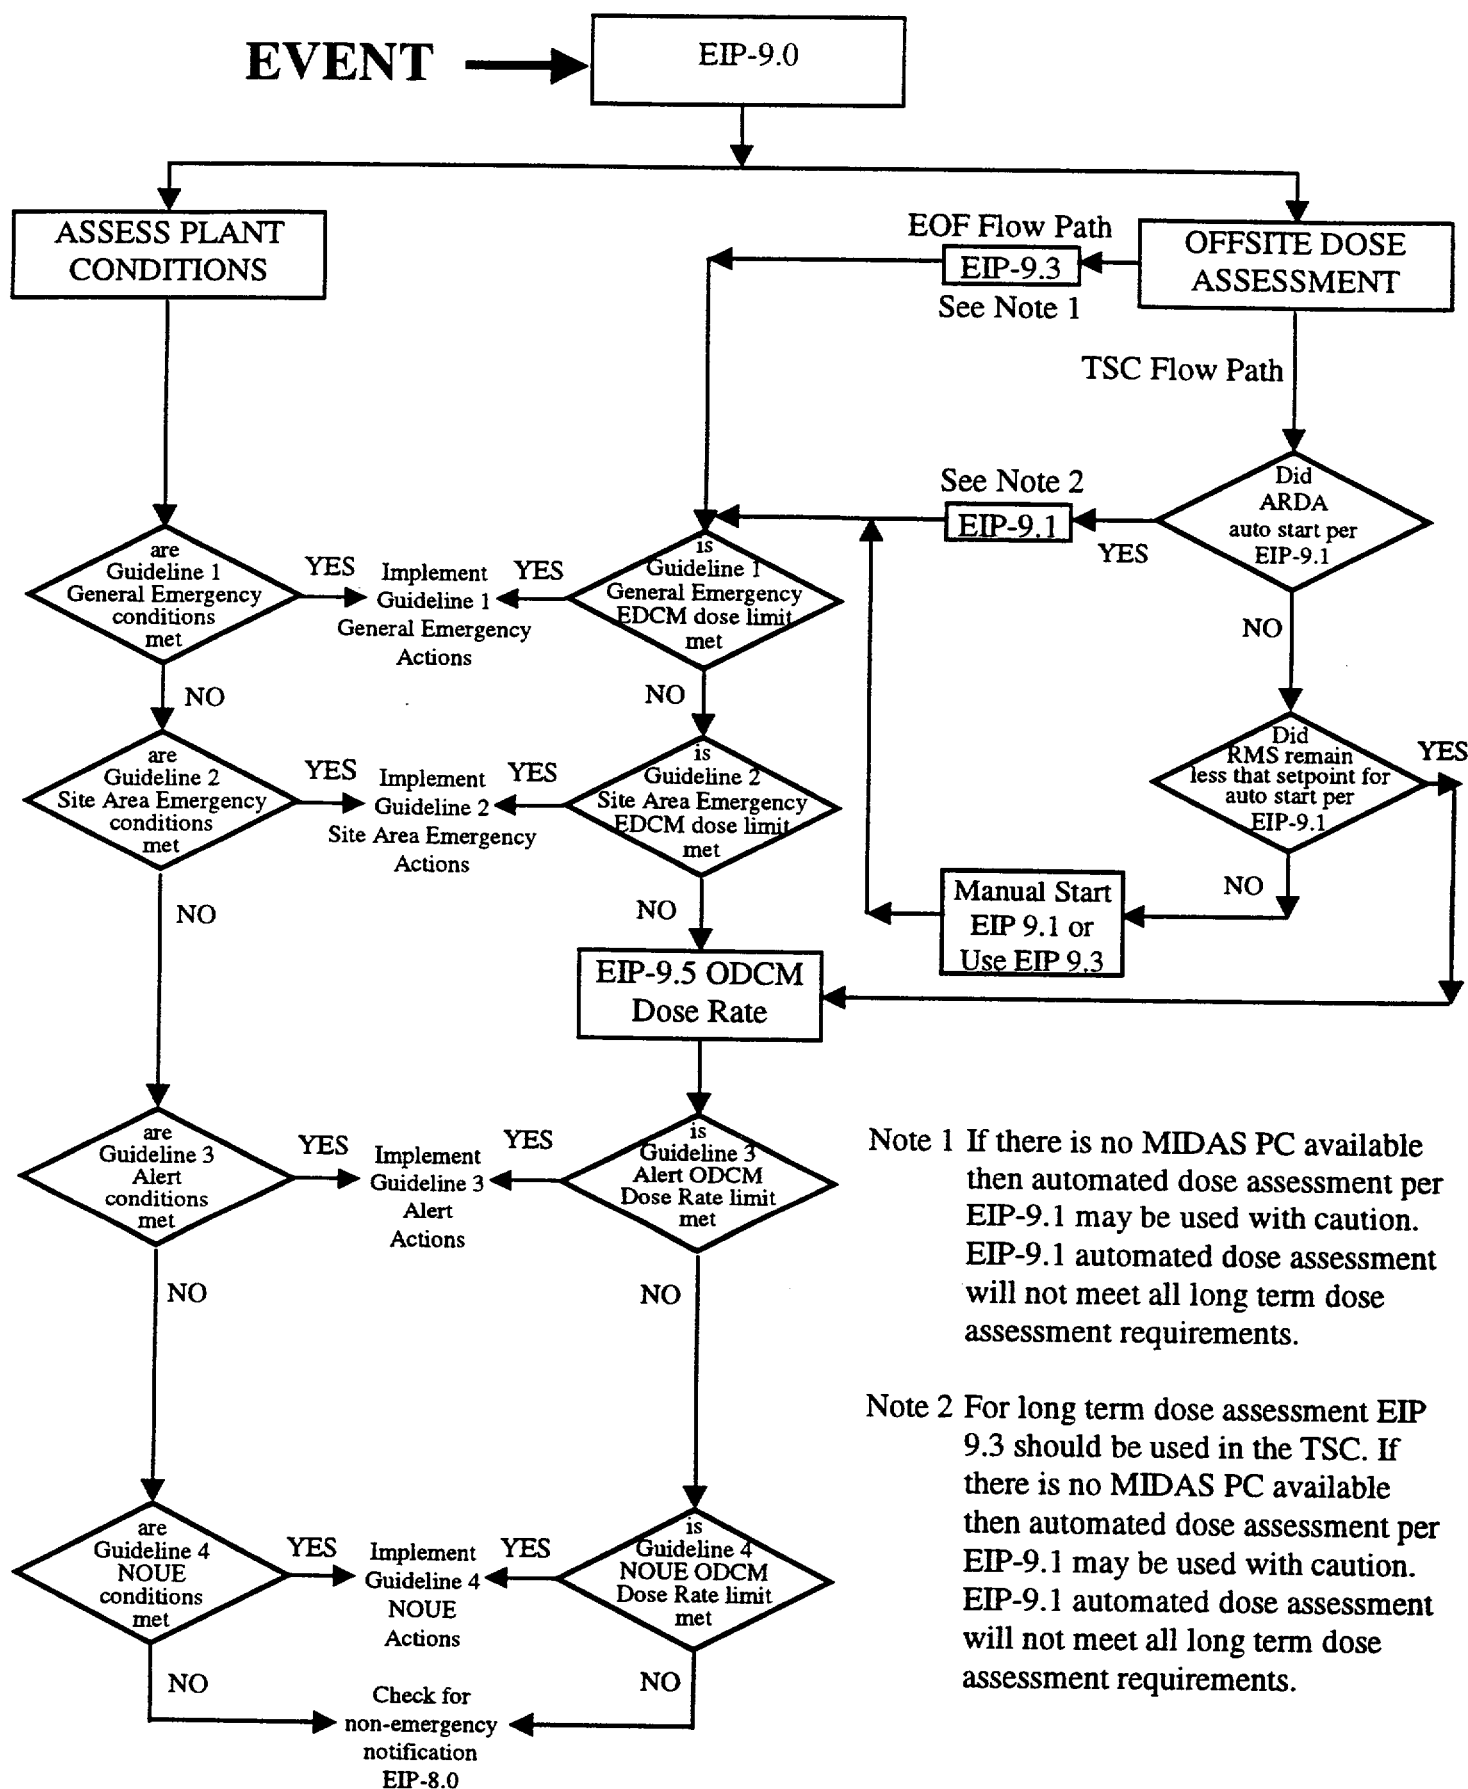 EVENT
EIP-9.0
ASSESS PLANT
CONDITIONS
EOF Flow Path
EIP-9.3
See Note 1
OFFSITE DOSE
ASSESSMENT
TSC Flow Path
See Note 2
EIP-9.1
YES
Did
ARDA
auto start per
EIP-9.1
NO
are
Guideline 1
General Emergency
conditions
met
YES
Implement
Guideline 1
General Emergency
Actions
YES
is
Guideline 1
General Emergency
EDCM dose limit
met
NO
NO
Did
RMS remain
less that setpoint for
auto start per
EIP-9.1
YES
NO
are
Guideline 2
Site Area Emergency
conditions
met
YES
Implement
Guideline 2
Site Area Emergency
Actions
YES
is
Guideline 2
Site Area Emergency
EDCM dose limit
met
NO
NO
Manual Start
EIP 9.1 or
Use EIP 9.3
EIP-9.5 ODCM
Dose Rate
are
Guideline 3
Alert
conditions
met
YES
Implement
Guideline 3
Alert
Actions
YES
is
Guideline 3
Alert ODCM
Dose Rate limit
met
NO
NO
Note 1 If there is no MIDAS PC available
then automated dose assessment per
EIP-9.1 may be used with caution.
EIP-9.1 automated dose assessment
will not meet all long term dose
assessment requirements.
Note 2 For long term dose assessment EIP
9.3 should be used in the TSC. If
there is no MIDAS PC available
then automated dose assessment per
EIP-9.1 may be used with caution.
EIP-9.1 automated dose assessment
will not meet all long term dose
assessment requirements.
are
Guideline 4
NOUE
conditions
met
YES
Implement
Guideline 4
NOUE
Actions
YES
is
Guideline 4
NOUE ODCM
Dose Rate limit
met
NO
NO
Check for
non-emergency
notification
EIP-8.0